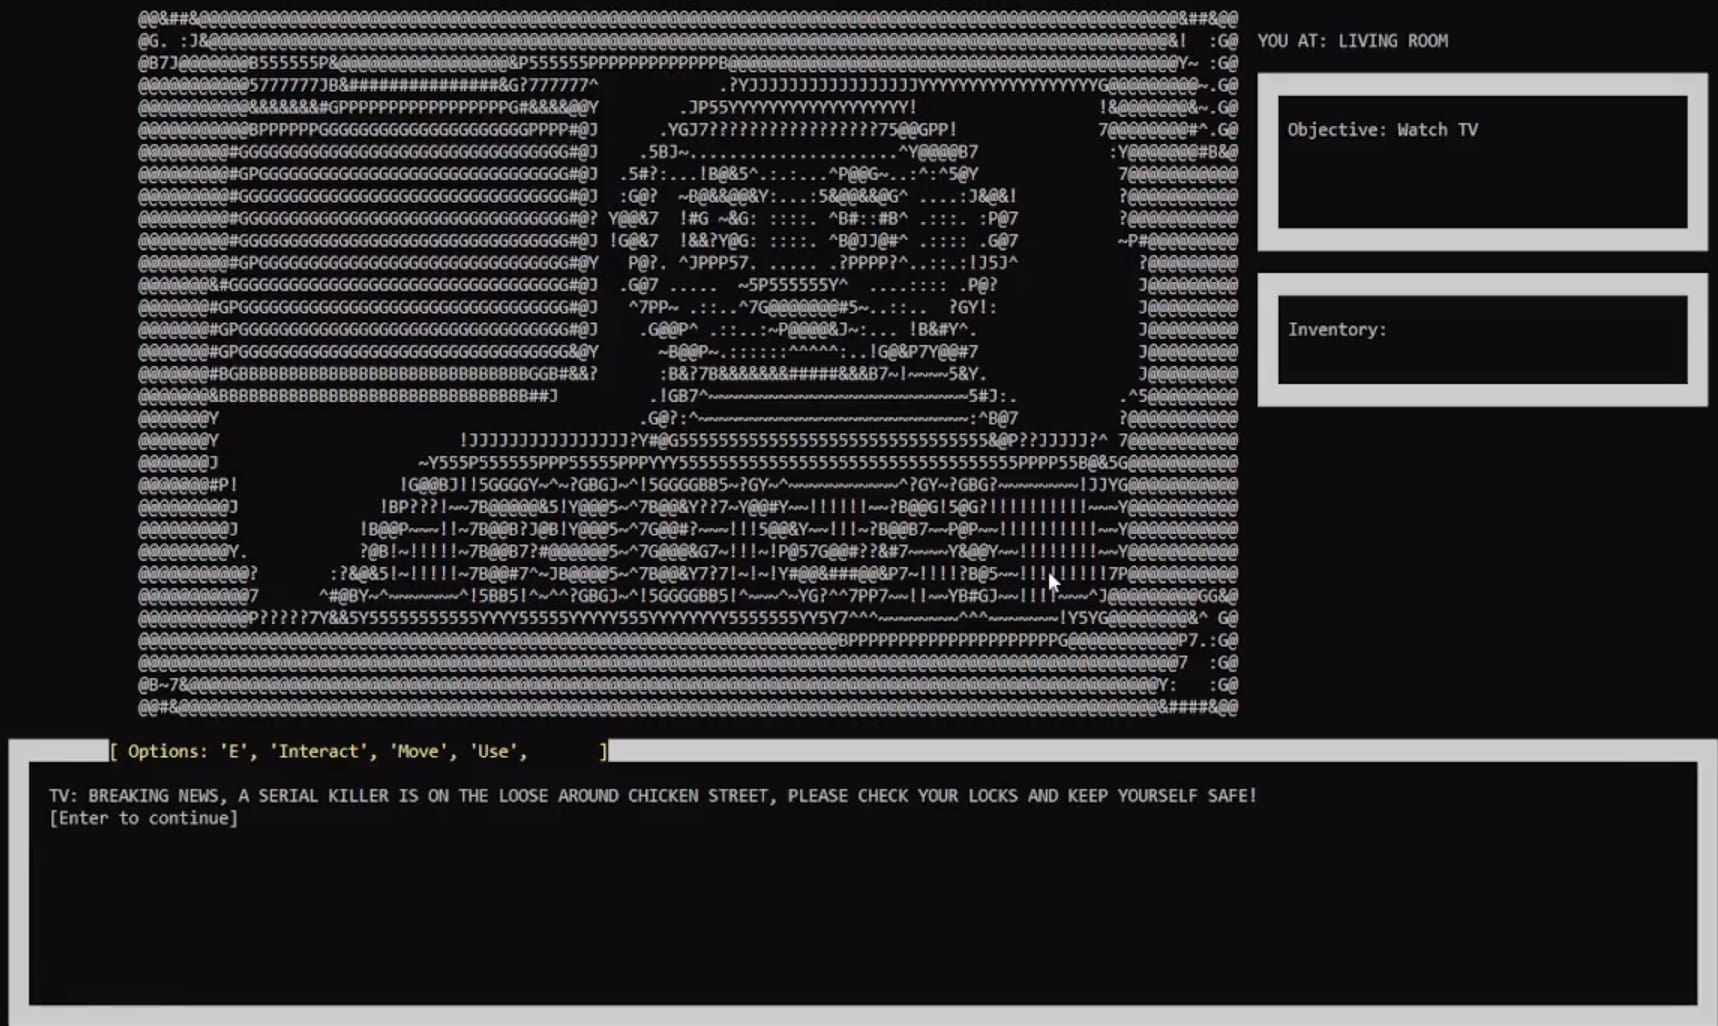 YOU AT: LIVING ROOM
Objective: Watch TV
Inventory:
[ Options: 'E', 'Interact', 'Move', 'Use', ]
TV: BREAKING NEWS, A SERIAL KILLER IS ON THE LOOSE AROUND CHICKEN STREET, PLEASE CHECK YOUR LOCKS AND KEEP YOURSELF SAFE!
[Enter to continue]